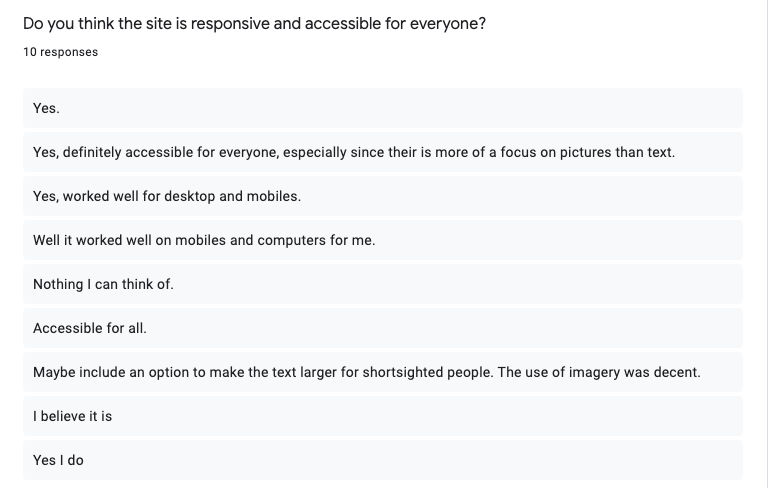 Do you think the site is responsive and accessible for everyone?
10 responses
Yes.
Yes, definitely accessible for everyone, especially since their is more of a focus on pictures than text.
Yes, worked well for desktop and mobiles.
Well it worked well on mobiles and computers for me.
Nothing I can think of.
Accessible for all.
Maybe include an option to make the text larger for shortsighted people. The use of imagery was decent.
I believe it is
Yes I do